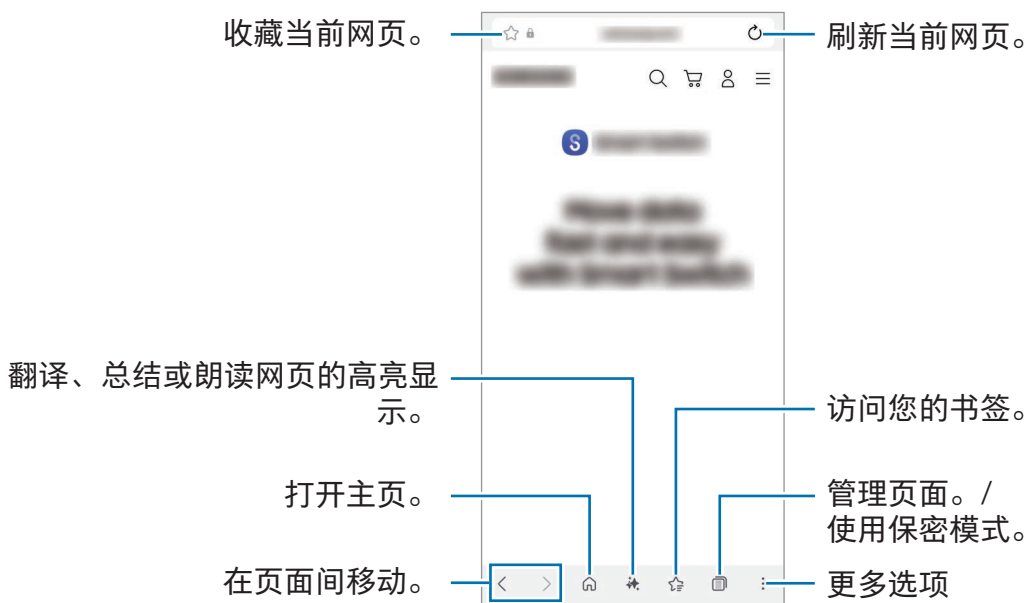 收藏当前网页。
刷新当前网页。
翻译、总结或朗读网页的高亮显
示。
访问您的书签。
打开主页。
管理页面。/
使用保密模式。
在页面间移动。
更多选项